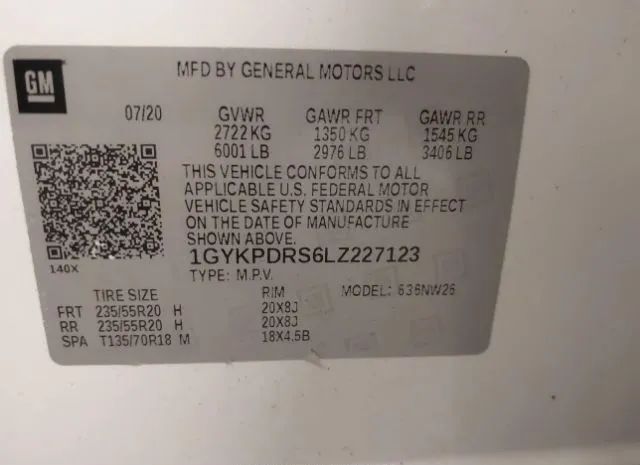 GM
MFD BY GENERAL MOTORS LLC
07/20 GVWR GAWR FRT GAWR RR
2722 KG 1350 KG 1545 KG
6001 LB 2976 LB 3406 LB
THIS VEHICLE CONFORMS TO ALL
APPLICABLE U.S. FEDERAL MOTOR
VEHICLE SAFETY STANDARDS IN EFFECT
ON THE DATE OF MANUFACTURE
SHOWN ABOVE.
140X
1GYKPDRS6LZ227123
TYPE: M.P.V.
TIRE SIZE RIM MODEL: 636NW26
FRT 235/55R20 H 20X8J
RR 235/55R20 H 20X8J
SPA T135/70R18 M 18X4.5B